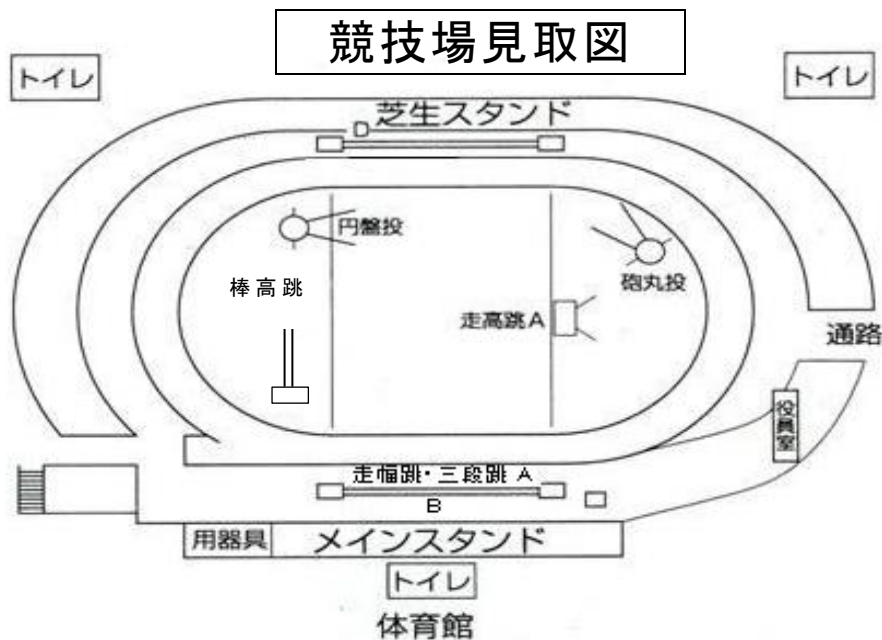 競技場見取図
トイレ
トイレ
芝生スタンド
D
円盤投
砲丸投
棒高跳
走高跳A
通路
役員室
走幅跳・三段跳 A
B
用器具
メインスタンド
トイレ
体育館